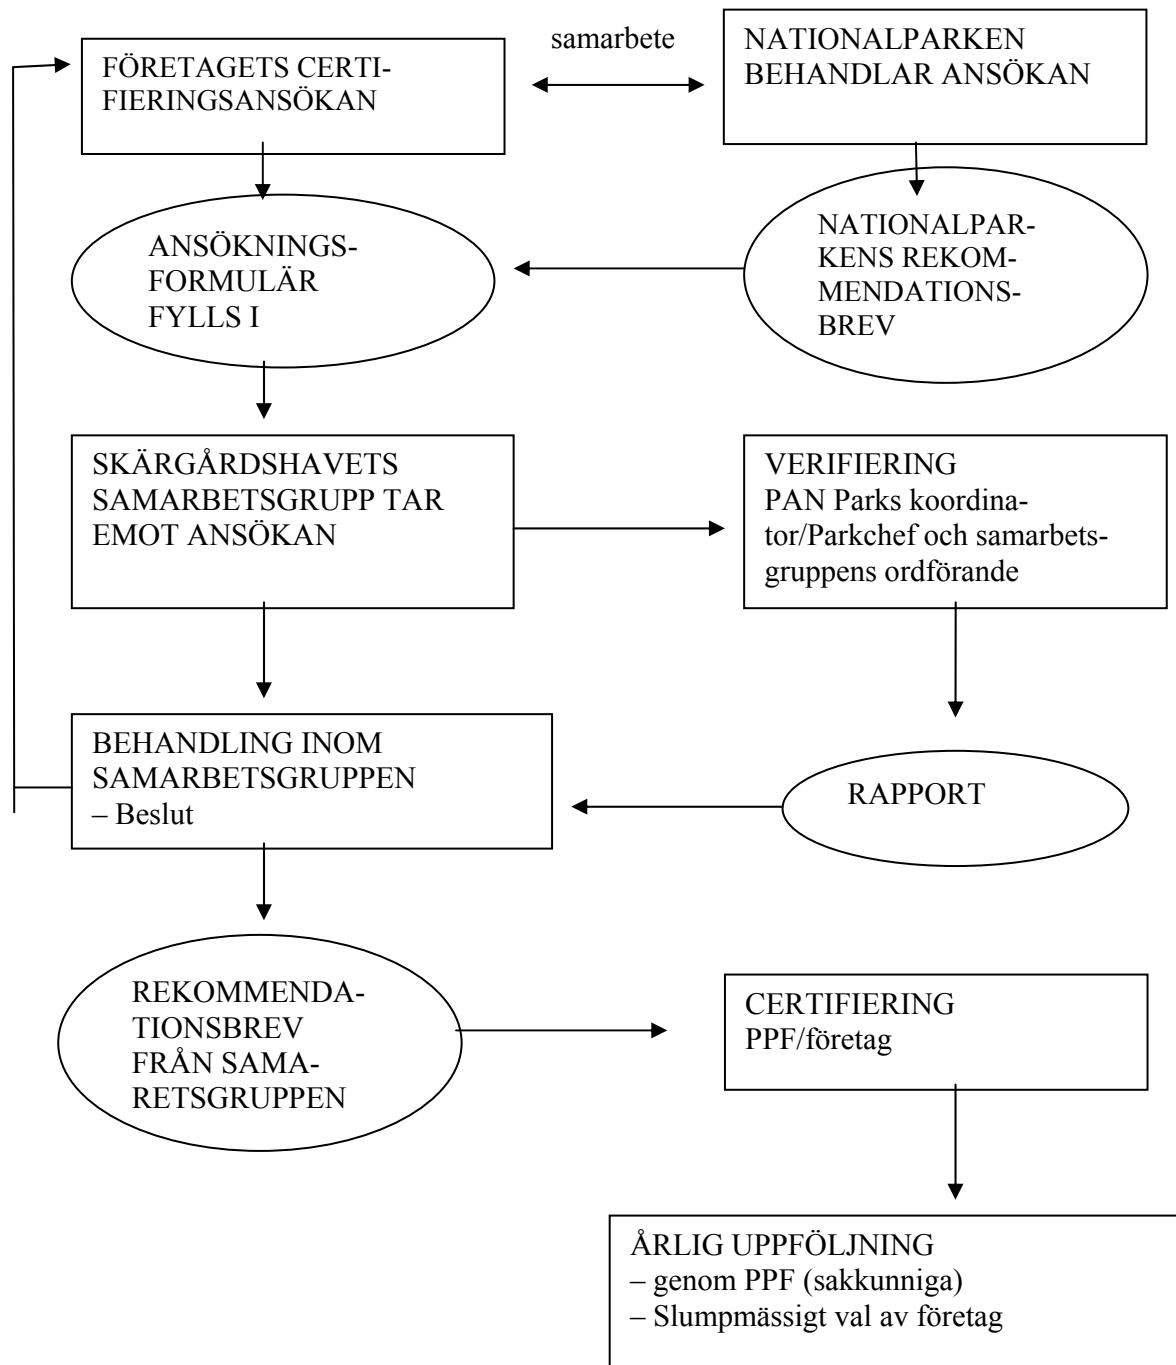 FÖRETAGETS CERTI-
FIERINGSANSÖKAN
samarbete
NATIONALPARKEN
BEHANDLAR ANSÖKAN
ANSÖKNINGS-
FORMULÄR
FYLLS I
NATIONALPAR-
KENS REKOM-
MENDATIONS-
BREV
SKÄRGÅRDSHAVETS
SAMARBETSGRUPP TAR
EMOT ANSÖKAN
VERIFIERING
PAN Parks koordina-
tor/Parkchef och samarbets-
gruppens ordförande
BEHANDLING INOM
SAMARBETSGRUPPEN
– Beslut
RAPPORT
REKOMMENDA-
TIONSBREV
FRÅN SAMA-
RETSGRUPPEN
CERTIFIERING
PPF/företag
ÅRLIG UPPFÖLJNING
– genom PPF (sakkunniga)
– Slumpmässigt val av företag